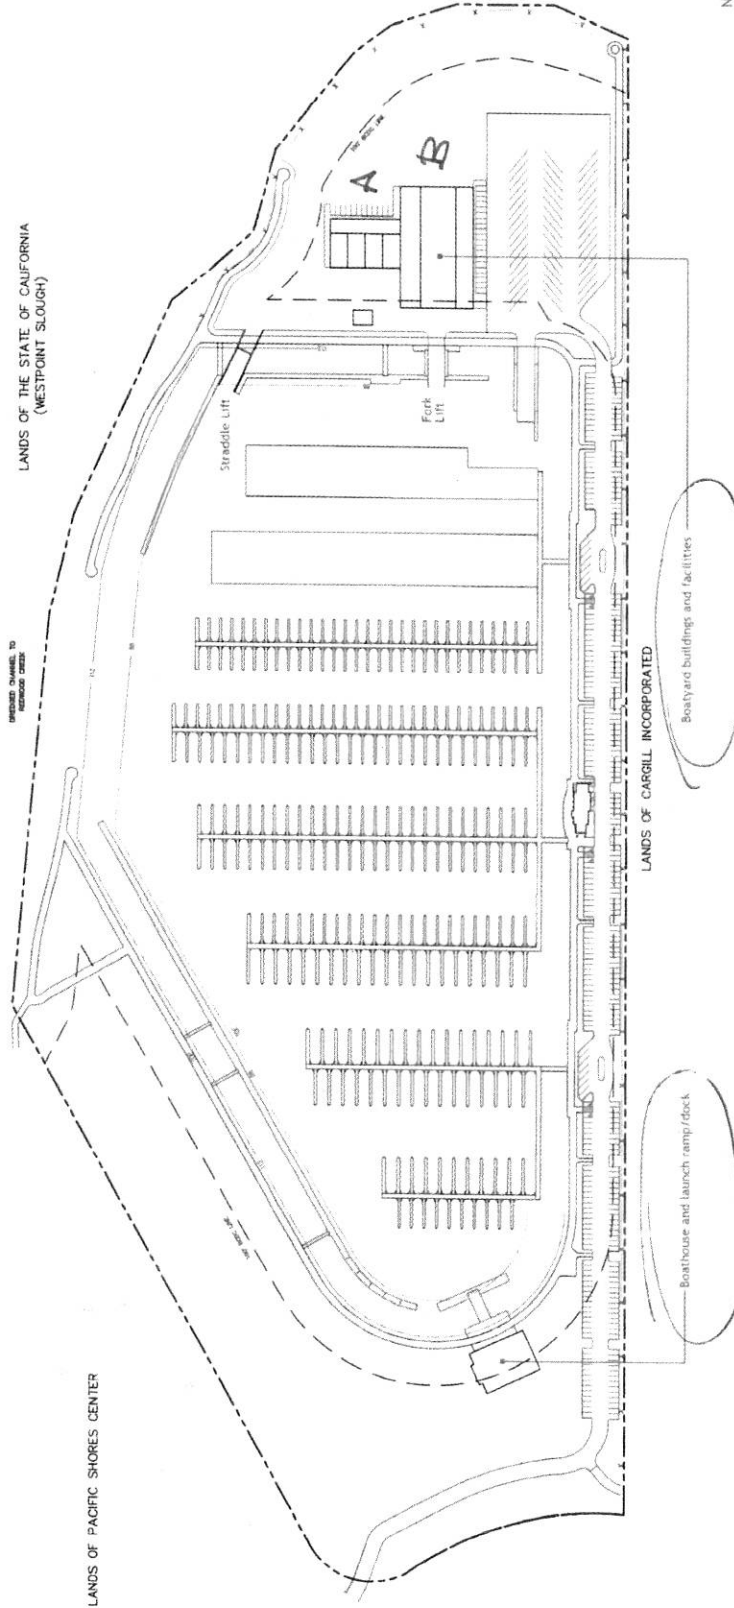 LANDS OF THE STATE OF CALIFORNIA
(WESTPOINT SLOUGH)
DREDGED CHANNEL TO
REDWOOD CREEK
LANDS OF PACIFIC SHORES CENTER
A
B
Straddle Lift
Fork
Lift
Boatyard buildings and facilities
LANDS OF CARGILL INCORPORATED
Boathouse and launch ramp/dock
N